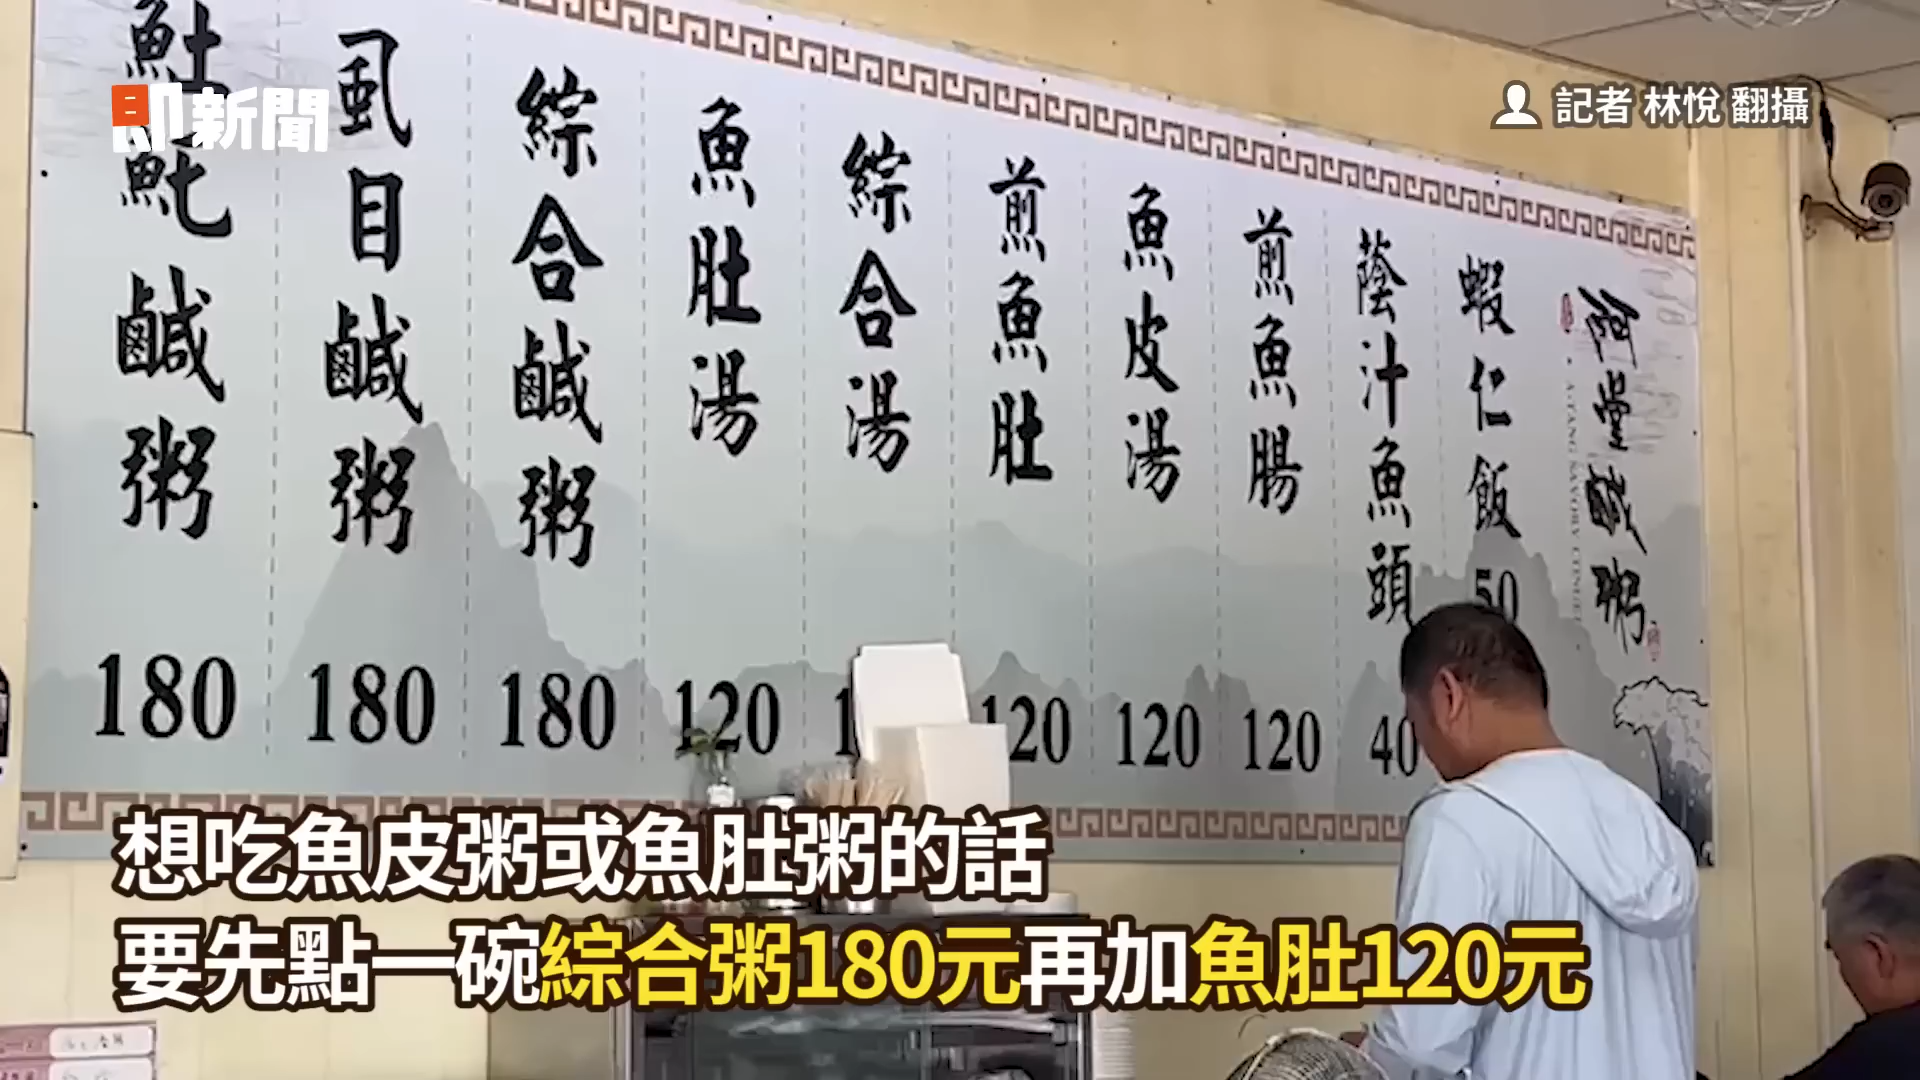 即新聞
記者 林悅 翻攝
阿堂鹹粥
蝦仁飯 50
蔭汁魚頭 40
煎魚腸 120
魚皮湯 120
煎魚肚 120
綜合湯
魚肚湯 120
綜合鹹粥 180
虱目鹹粥 180
魠鹹粥 180
想吃魚皮粥或魚肚粥的話
要先點一碗綜合粥180元再加魚肚120元